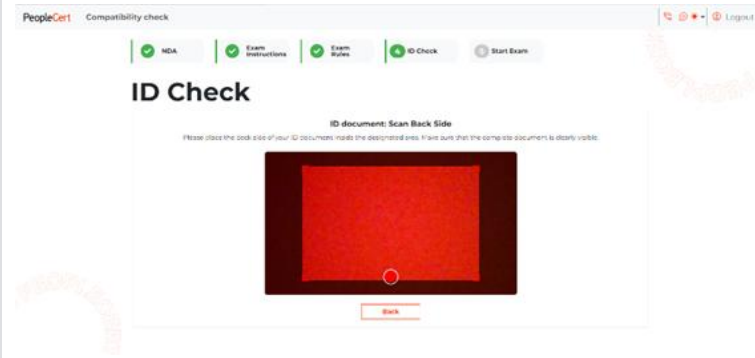 PeopleCert Compatibility check
Logout
NDA
Exam Instructions
Exam Rules
4 ID Check
5 Start Exam
ID Check
ID document: Scan Back Side
Please place the back side of your ID document inside the designated area. Make sure that the complete document is clearly visible.
Back